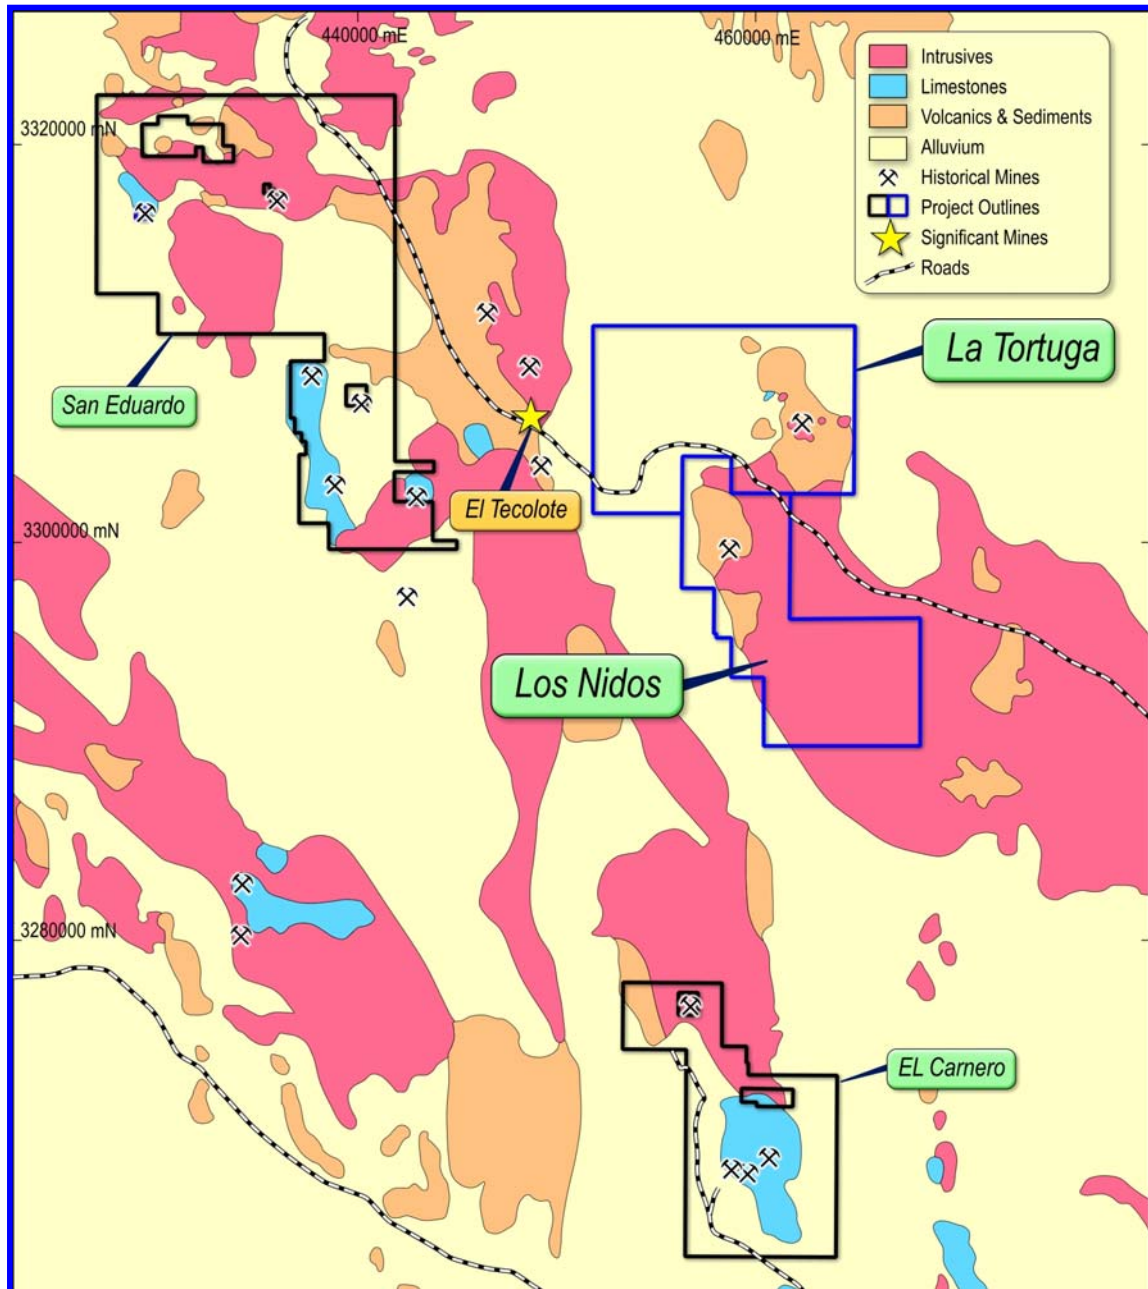 440000 mE
460000 mE
Intrusives
Limestones
Volcanics & Sediments
Alluvium
Historical Mines
Project Outlines
Significant Mines
Roads
3320000 mN
La Tortuga
San Eduardo
El Tecolote
3300000 mN
Los Nidos
3280000 mN
EL Carnero